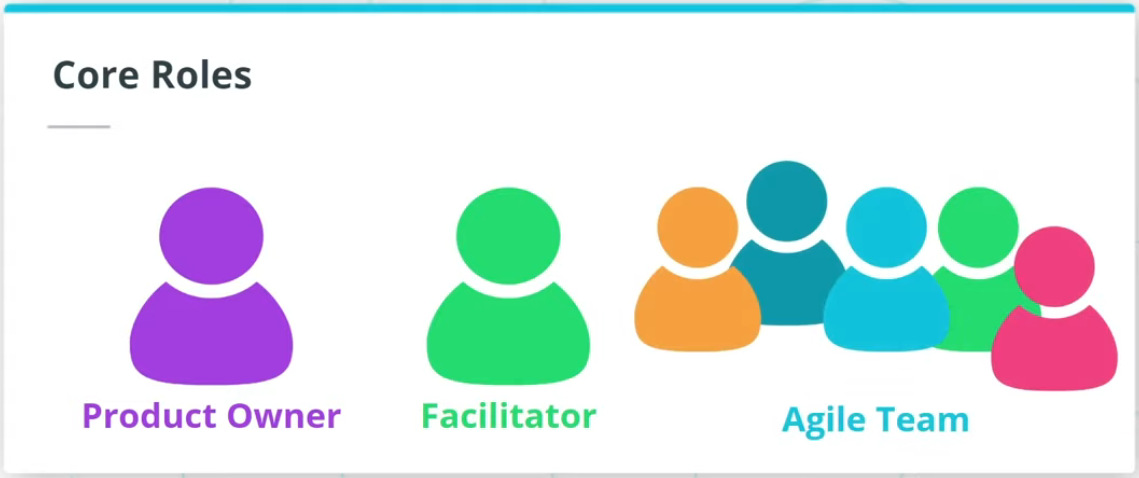 Core Roles
Product Owner
Facilitator
Agile Team